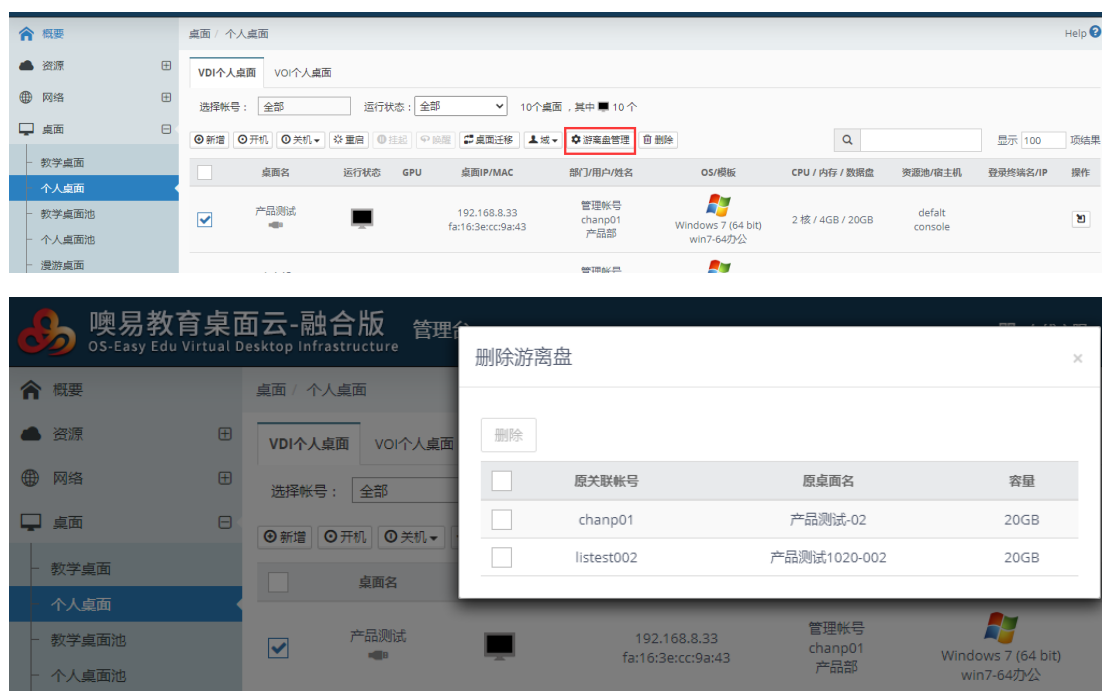 概要
桌面 / 个人桌面
Help
资源
VDI个人桌面 VOI个人桌面
网络
选择帐号： 全部 运行状态： 全部 10个桌面 ，其中 10 个
桌面
新增 开机 关机 重启 挂起 唤醒 桌面迁移 域 游离盘管理 删除 显示 100 项结果
教学桌面
桌面名 运行状态 GPU 桌面IP/MAC 部门/用户/姓名 OS/模板 CPU / 内存 / 数据盘 资源池/宿主机 登录终端名/IP 操作
个人桌面
教学桌面池
个人桌面池
漫游桌面
产品测试
192.168.8.33
fa:16:3e:cc:9a:43
管理帐号
chanp01
产品部
Windows 7 (64 bit)
win7-64办公
2 核 / 4GB / 20GB
defalt
console
管理帐号
噢易教育桌面云-融合版 管理台
OS-Easy Edu Virtual Desktop Infrastructure
概要
桌面 / 个人桌面
资源
VDI个人桌面 VOI个人桌面
网络
选择帐号： 全部
桌面
新增 开机 关机
教学桌面
桌面名
个人桌面
教学桌面池
个人桌面池
产品测试
192.168.8.33
fa:16:3e:cc:9a:43
管理帐号
chanp01
产品部
Windows 7 (64 bit)
win7-64办公
删除游离盘 ×
删除
原关联帐号 原桌面名 容量
chanp01 产品测试-02 20GB
listest002 产品测试1020-002 20GB